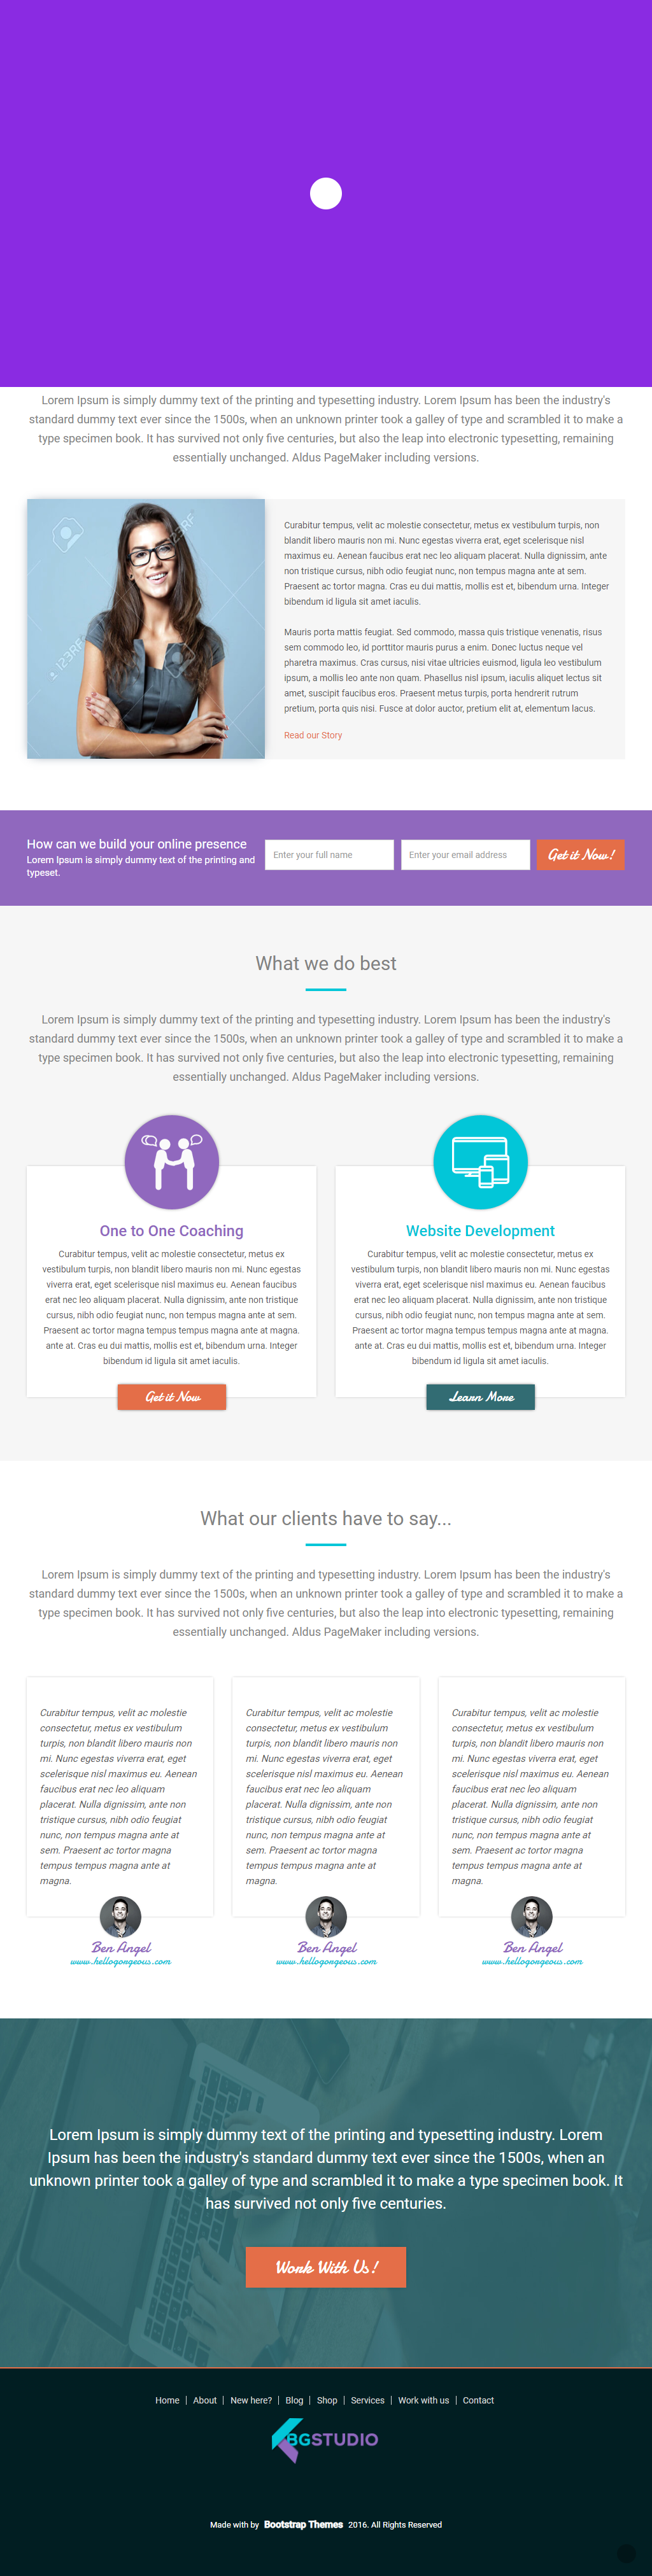 Lorem Ipsum is simply dummy text of the printing and typesetting industry. Lorem Ipsum has been the industry's
standard dummy text ever since the 1500s, when an unknown printer took a galley of type and scrambled it to make a
type specimen book. It has survived not only five centuries, but also the leap into electronic typesetting, remaining
essentially unchanged. Aldus PageMaker including versions.
123RF
123RF
Curabitur tempus, velit ac molestie consectetur, metus ex vestibulum turpis, non
blandit libero mauris non mi. Nunc egestas viverra erat, eget scelerisque nisl
maximus eu. Aenean faucibus erat nec leo aliquam placerat. Nulla dignissim, ante
non tristique cursus, nibh odio feugiat nunc, non tempus magna ante at sem.
Praesent ac tortor magna. Cras eu dui mattis, mollis est et, bibendum urna. Integer
bibendum id ligula sit amet iaculis.
Mauris porta mattis feugiat. Sed commodo, massa quis tristique venenatis, risus
sem commodo leo, id porttitor mauris purus a enim. Donec luctus neque vel
pharetra maximus. Cras cursus, nisi vitae ultricies euismod, ligula leo vestibulum
ipsum, a mollis leo ante non quam. Phasellus nisl ipsum, iaculis aliquet lectus sit
amet, suscipit faucibus eros. Praesent metus turpis, porta hendrerit rutrum
pretium, porta quis nisi. Fusce at dolor auctor, pretium elit at, elementum lacus.
Read our Story
How can we build your online presence
Lorem Ipsum is simply dummy text of the printing and
typeset.
Enter your full name
Enter your email address
Get it Now!
What we do best
Lorem Ipsum is simply dummy text of the printing and typesetting industry. Lorem Ipsum has been the industry's
standard dummy text ever since the 1500s, when an unknown printer took a galley of type and scrambled it to make a
type specimen book. It has survived not only five centuries, but also the leap into electronic typesetting, remaining
essentially unchanged. Aldus PageMaker including versions.
One to One Coaching
Curabitur tempus, velit ac molestie consectetur, metus ex
vestibulum turpis, non blandit libero mauris non mi. Nunc egestas
viverra erat, eget scelerisque nisl maximus eu. Aenean faucibus
erat nec leo aliquam placerat. Nulla dignissim, ante non tristique
cursus, nibh odio feugiat nunc, non tempus magna ante at sem.
Praesent ac tortor magna tempus tempus magna ante at magna.
ante at. Cras eu dui mattis, mollis est et, bibendum urna. Integer
bibendum id ligula sit amet iaculis.
Get it Now
Website Development
Curabitur tempus, velit ac molestie consectetur, metus ex
vestibulum turpis, non blandit libero mauris non mi. Nunc egestas
viverra erat, eget scelerisque nisl maximus eu. Aenean faucibus
erat nec leo aliquam placerat. Nulla dignissim, ante non tristique
cursus, nibh odio feugiat nunc, non tempus magna ante at sem.
Praesent ac tortor magna tempus tempus magna ante at magna.
ante at. Cras eu dui mattis, mollis est et, bibendum urna. Integer
bibendum id ligula sit amet iaculis.
Learn More
What our clients have to say...
Lorem Ipsum is simply dummy text of the printing and typesetting industry. Lorem Ipsum has been the industry's
standard dummy text ever since the 1500s, when an unknown printer took a galley of type and scrambled it to make a
type specimen book. It has survived not only five centuries, but also the leap into electronic typesetting, remaining
essentially unchanged. Aldus PageMaker including versions.
Curabitur tempus, velit ac molestie
consectetur, metus ex vestibulum
turpis, non blandit libero mauris non
mi. Nunc egestas viverra erat, eget
scelerisque nisl maximus eu. Aenean
faucibus erat nec leo aliquam
placerat. Nulla dignissim, ante non
tristique cursus, nibh odio feugiat
nunc, non tempus magna ante at
sem. Praesent ac tortor magna
tempus tempus magna ante at
magna.
Ben Angel
www.hellogorgeous.com
Curabitur tempus, velit ac molestie
consectetur, metus ex vestibulum
turpis, non blandit libero mauris non
mi. Nunc egestas viverra erat, eget
scelerisque nisl maximus eu. Aenean
faucibus erat nec leo aliquam
placerat. Nulla dignissim, ante non
tristique cursus, nibh odio feugiat
nunc, non tempus magna ante at
sem. Praesent ac tortor magna
tempus tempus magna ante at
magna.
Ben Angel
www.hellogorgeous.com
Curabitur tempus, velit ac molestie
consectetur, metus ex vestibulum
turpis, non blandit libero mauris non
mi. Nunc egestas viverra erat, eget
scelerisque nisl maximus eu. Aenean
faucibus erat nec leo aliquam
placerat. Nulla dignissim, ante non
tristique cursus, nibh odio feugiat
nunc, non tempus magna ante at
sem. Praesent ac tortor magna
tempus tempus magna ante at
magna.
Ben Angel
www.hellogorgeous.com
Lorem Ipsum is simply dummy text of the printing and typesetting industry. Lorem
Ipsum has been the industry's standard dummy text ever since the 1500s, when an
unknown printer took a galley of type and scrambled it to make a type specimen book. It
has survived not only five centuries.
Work With Us!
Home | About | New here? | Blog | Shop | Services | Work with us | Contact
BGSTUDIO
Made with by Bootstrap Themes 2016. All Rights Reserved